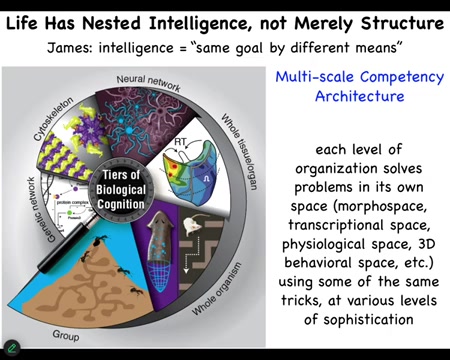 Life Has Nested Intelligence, not Merely Structure
James: intelligence = “same goal by different means”
Neural network
Cytoskeleton
Whole tissue/organ
RT
Tiers of
Biological
Cognition
Genetic network
protein complex
Whole organism
Group
Multi-scale Competency
Architecture
each level of
organization solves
problems in its own
space (morphospace,
transcriptional space,
physiological space, 3D
behavioral space, etc.)
using some of the same
tricks, at various levels
of sophistication